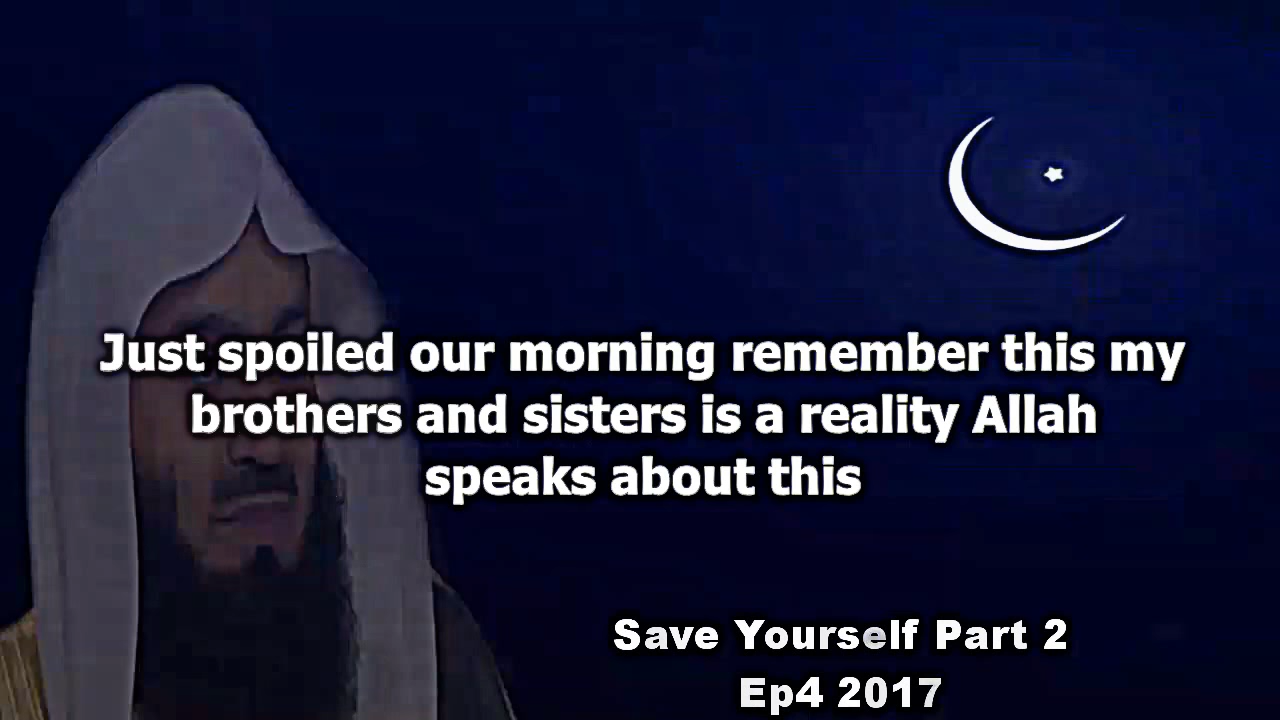 Just spoiled our morning remember this my
brothers and sisters is a reality Allah
speaks about this
Save Yourself Part 2
Ep4 2017